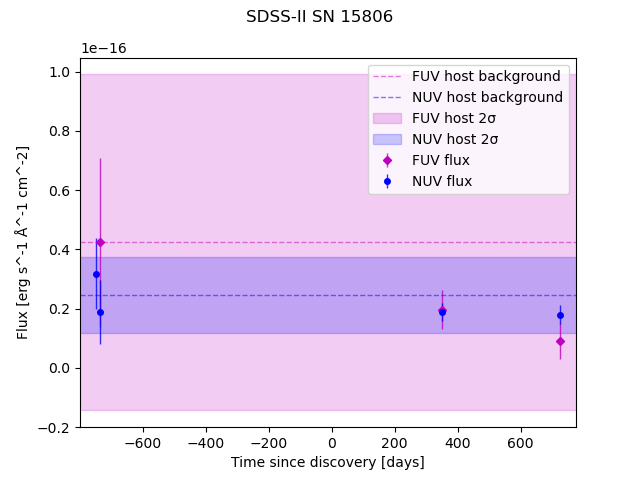 SDSS-II SN 15806
1e−16
FUV host background
NUV host background
FUV host 2σ
NUV host 2σ
FUV flux
NUV flux
1.0
0.8
0.6
0.4
0.2
0.0
−0.2
Flux [erg s^-1 Å^-1 cm^-2]
−600
−400
−200
0
200
400
600
Time since discovery [days]